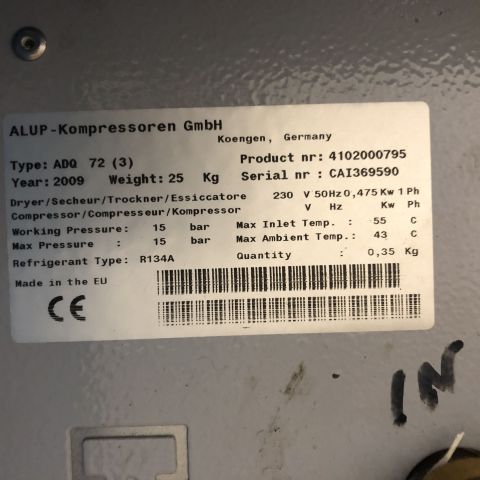 ALUP-Kompressoren GmbH
Koengen, Germany
Type: ADQ 72 (3) Product nr: 4102000795
Year: 2009 Weight: 25 Kg Serial nr : CAI369590
Dryer/Secheur/Trockner/Essiccatore 230 V 50Hz 0,475 Kw 1 Ph
Compressor/Compresseur/Kompressor V Hz Kw Ph
Working Pressure: 15 bar Max Inlet Temp. : 55 C
Max Pressure : 15 bar Max Ambient Temp.: 43 C
Refrigerant Type: R134A Quantity : 0,35 Kg
Made in the EU
CE
IN